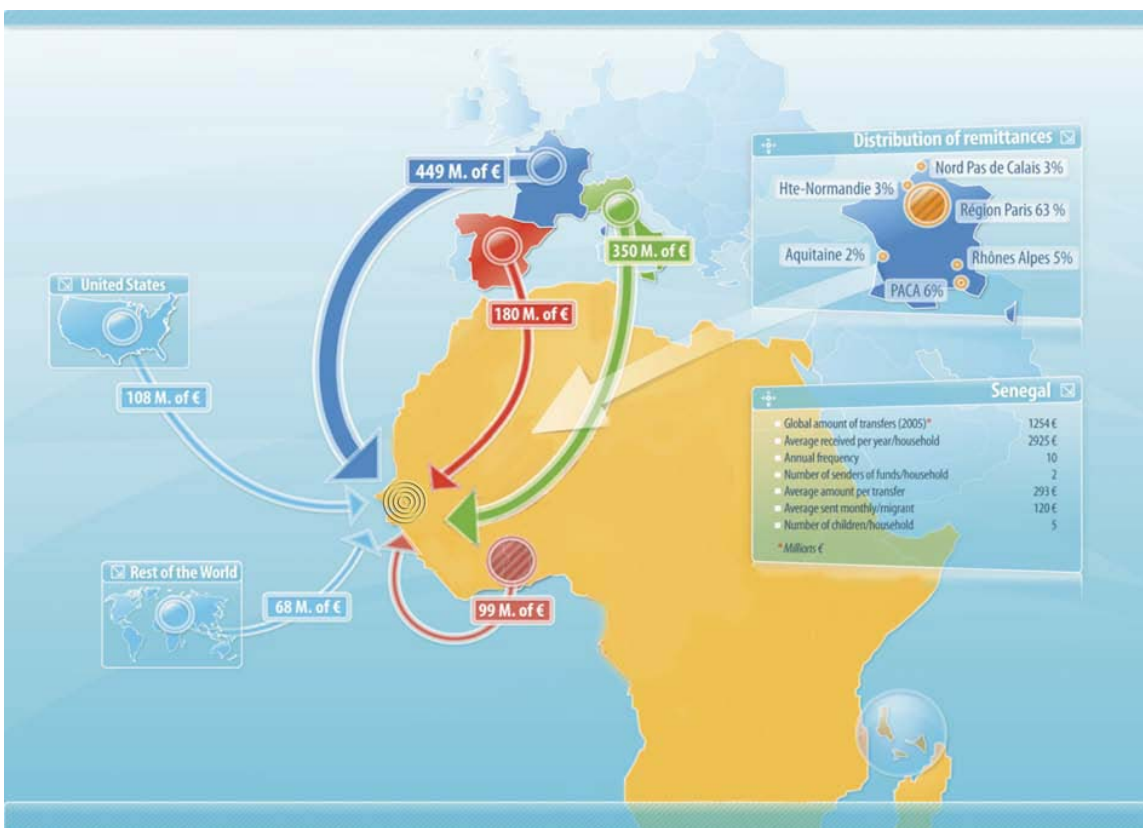 Distribution of remittances
Nord Pas de Calais 3%
Hte-Normandie 3%
Région Paris 63 %
Aquitaine 2%
Rhônes Alpes 5%
PACA 6%
449 M. of €
350 M. of €
180 M. of €
United States
108 M. of €
Rest of the World
68 M. of €
99 M. of €
Senegal
Global amount of transfers (2005)* 1254 €
Average received per year/household 2925 €
Annual frequency 10
Number of senders of funds/household 2
Average amount per transfer 293 €
Average sent monthly/migrant 120 €
Number of children/household 5
* Millions €